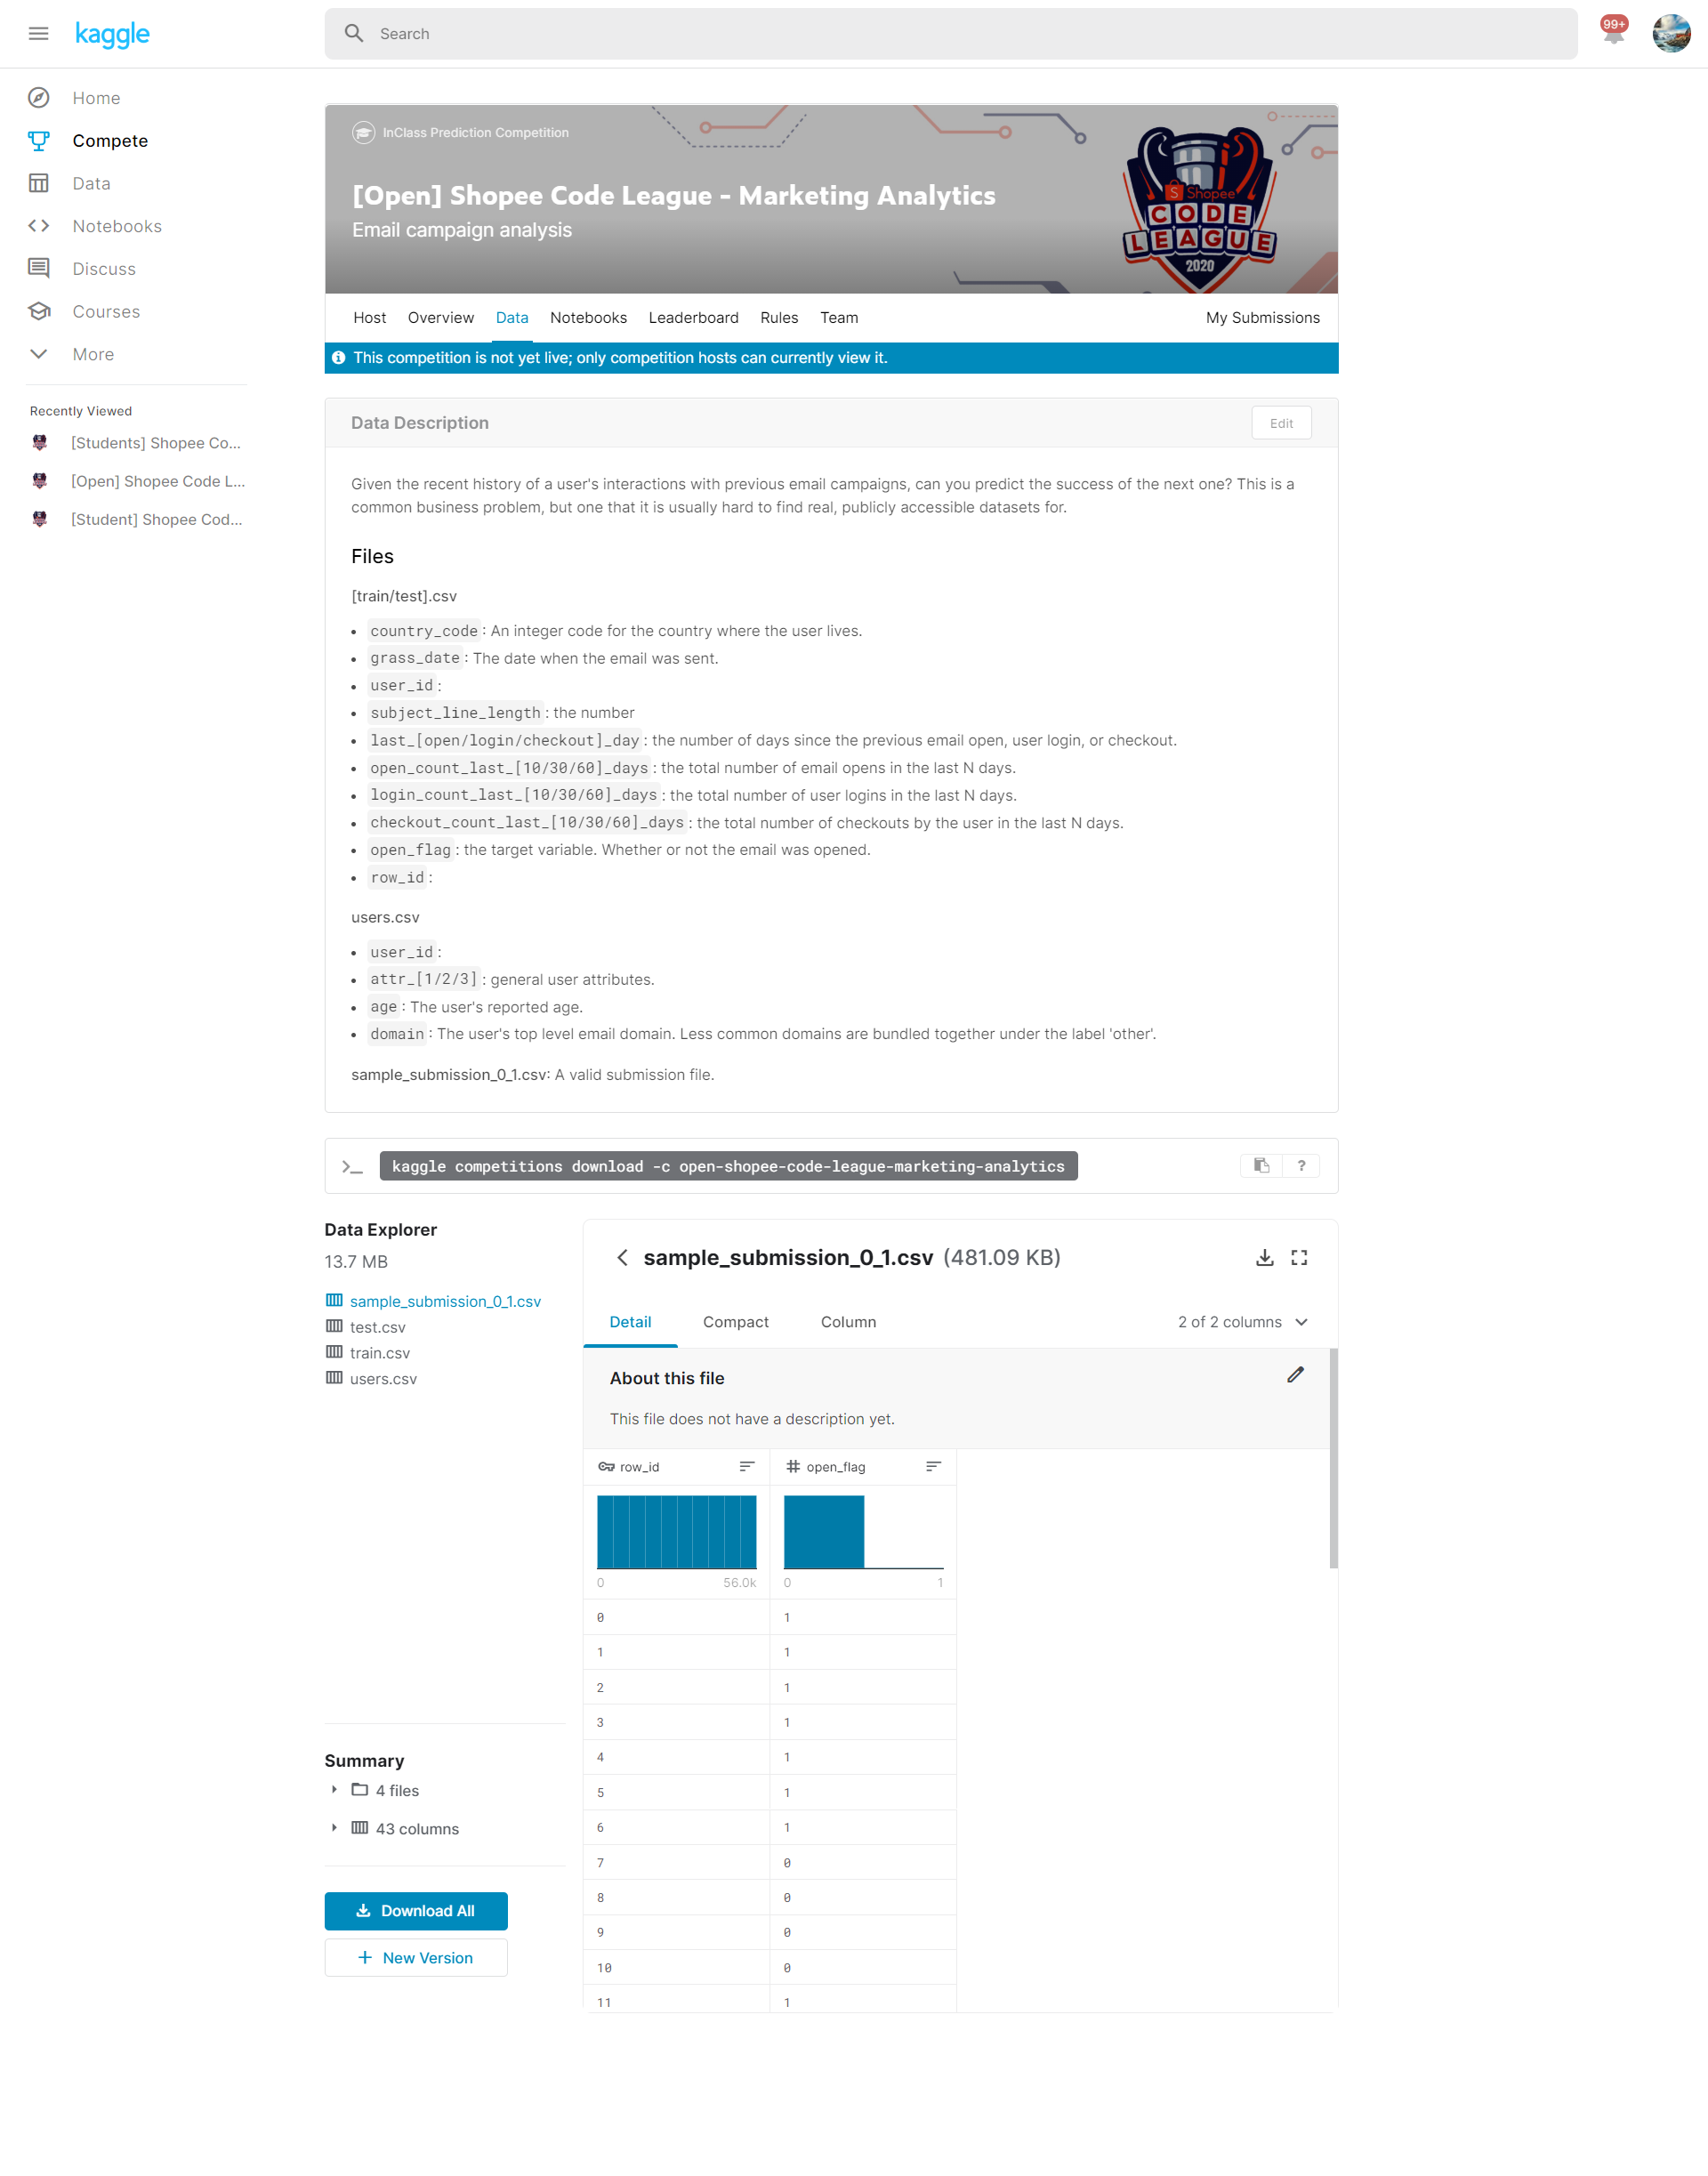 kaggle
Search
99+
Home
Compete
Data
Notebooks
Discuss
Courses
More
Recently Viewed
[Students] Shopee Co...
[Open] Shopee Code L...
[Student] Shopee Cod...
InClass Prediction Competition
[Open] Shopee Code League - Marketing Analytics
Email campaign analysis
S Shopee
CODE
LEAGUE
2020
Host Overview Data Notebooks Leaderboard Rules Team My Submissions
This competition is not yet live; only competition hosts can currently view it.
Data Description
Edit
Given the recent history of a user's interactions with previous email campaigns, can you predict the success of the next one? This is a
common business problem, but one that it is usually hard to find real, publicly accessible datasets for.
Files
[train/test].csv
• country_code: An integer code for the country where the user lives.
• grass_date: The date when the email was sent.
• user_id:
• subject_line_length: the number
• last_[open/login/checkout]_day: the number of days since the previous email open, user login, or checkout.
• open_count_last_[10/30/60]_days: the total number of email opens in the last N days.
• login_count_last_[10/30/60]_days: the total number of user logins in the last N days.
• checkout_count_last_[10/30/60]_days: the total number of checkouts by the user in the last N days.
• open_flag: the target variable. Whether or not the email was opened.
• row_id:
users.csv
• user_id:
• attr_[1/2/3]: general user attributes.
• age: The user's reported age.
• domain: The user's top level email domain. Less common domains are bundled together under the label 'other'.
sample_submission_0_1.csv: A valid submission file.
>_ kaggle competitions download -c open-shopee-code-league-marketing-analytics
?
Data Explorer
13.7 MB
sample_submission_0_1.csv
test.csv
train.csv
users.csv
Summary
4 files
43 columns
Download All
+ New Version
sample_submission_0_1.csv (481.09 KB)
Detail Compact Column 2 of 2 columns
About this file
This file does not have a description yet.
row_id # open_flag
0 56.0k 0 1
0 1
1 1
2 1
3 1
4 1
5 1
6 1
7 0
8 0
9 0
10 0
11 1